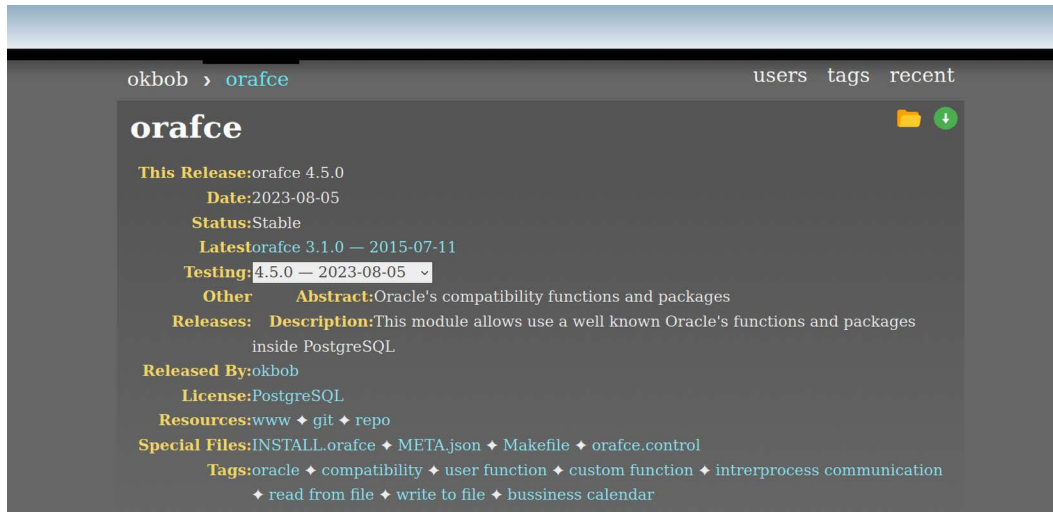 okbob › orafce
users tags recent
orafce
This Release:orafce 4.5.0
Date:2023-08-05
Status:Stable
Latestorafce 3.1.0 — 2015-07-11
Testing:4.5.0 — 2023-08-05
Other Abstract:Oracle's compatibility functions and packages
Releases: Description:This module allows use a well known Oracle's functions and packages
inside PostgreSQL
Released By:okbob
License:PostgreSQL
Resources:www ✦ git ✦ repo
Special Files:INSTALL.orafce ✦ META.json ✦ Makefile ✦ orafce.control
Tags:oracle ✦ compatibility ✦ user function ✦ custom function ✦ intrerprocess communication
✦ read from file ✦ write to file ✦ bussiness calendar